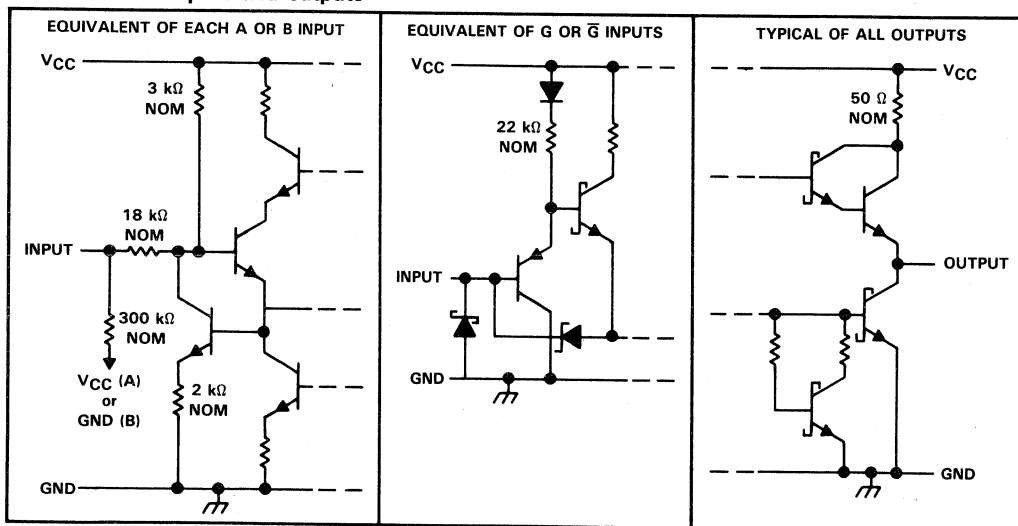 EQUIVALENT OF EACH A OR B INPUT
VCC
3 kΩ
NOM
18 kΩ
NOM
INPUT
300 kΩ
NOM
VCC (A)
or
GND (B)
2 kΩ
NOM
GND
EQUIVALENT OF G OR G̅ INPUTS
VCC
22 kΩ
NOM
INPUT
GND
TYPICAL OF ALL OUTPUTS
VCC
50 Ω
NOM
OUTPUT
GND